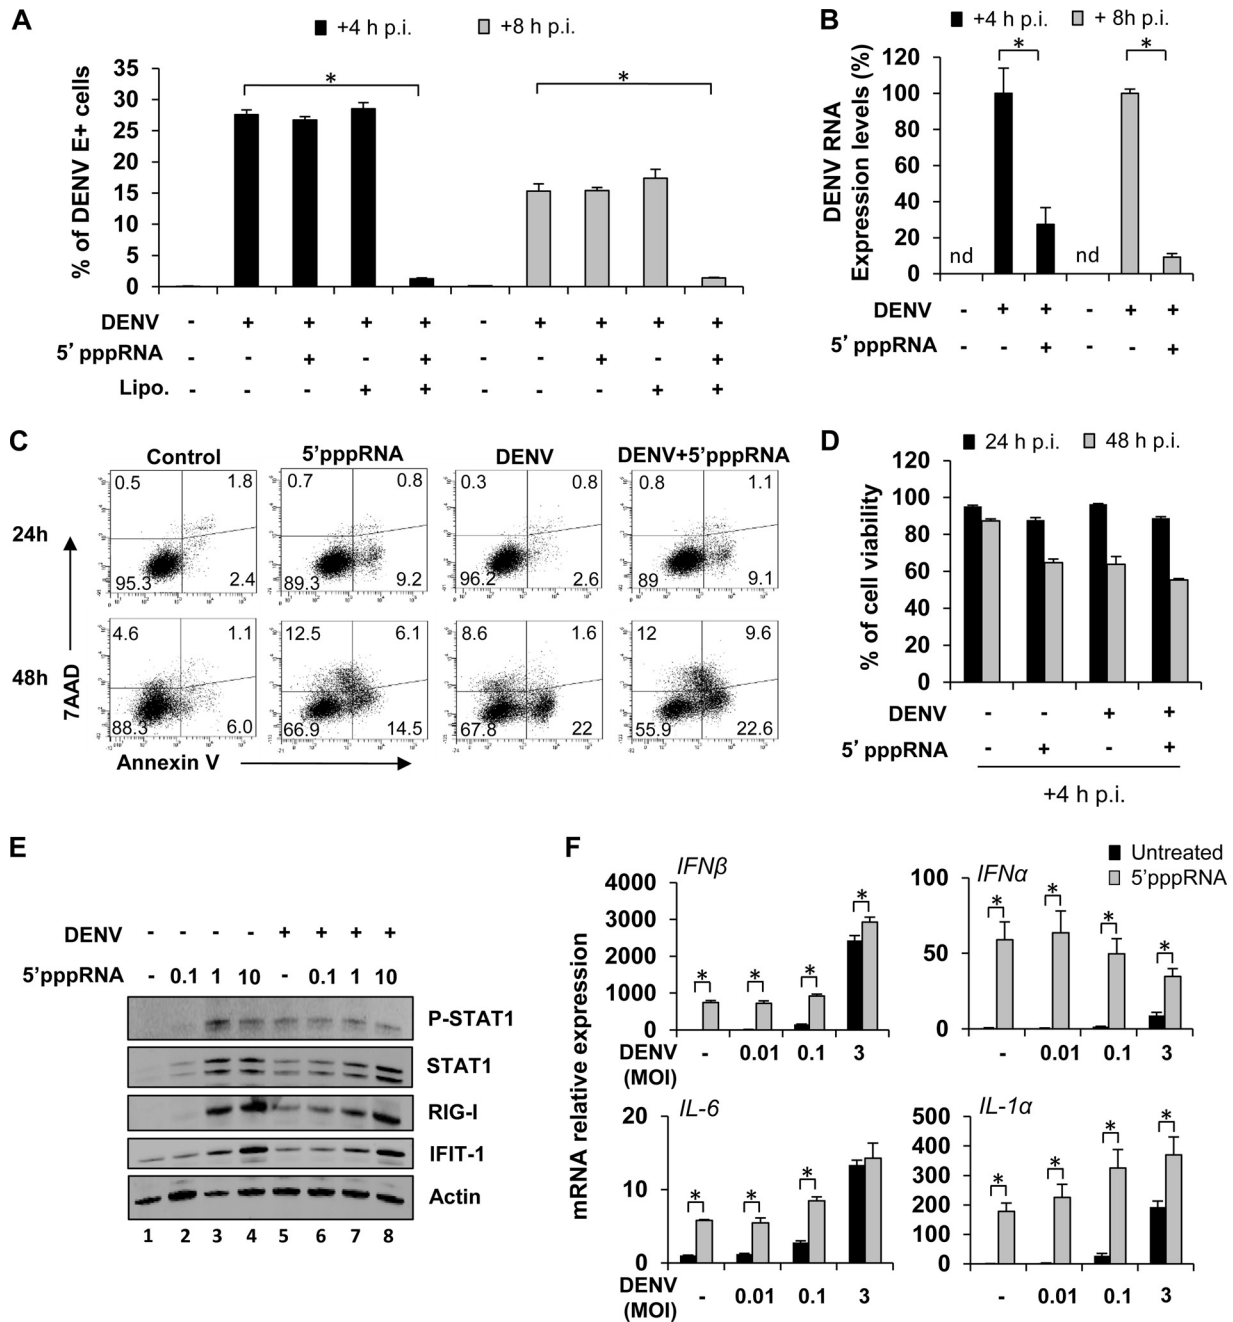 A
+4 h p.i.
+8 h p.i.
% of DENV E+ cells
35
30
25
20
15
10
5
0
*
*
DENV - + + + + - + + + +
5' pppRNA - - + - + - - + - +
Lipo. - - - + + - - - + +
B
+4 h p.i.
+ 8h p.i.
DENV RNA
Expression levels (%)
120
100
80
60
40
20
0
*
*
nd
nd
DENV - + + - + +
5' pppRNA - - + - - +
C
Control
5'pppRNA
DENV
DENV+5'pppRNA
24h
0.5 1.8
95.3 2.4
0.7 0.8
89.3 9.2
0.3 0.8
96.2 2.6
0.8 1.1
89 9.1
48h
4.6 1.1
88.3 6.0
12.5 6.1
66.9 14.5
8.6 1.6
67.8 22
12 9.6
55.9 22.6
7AAD
Annexin V
D
24 h p.i.
48 h p.i.
% of cell viability
120
100
80
60
40
20
0
DENV - - + +
5' pppRNA - + - +
+4 h p.i.
E
DENV - - - - + + + +
5'pppRNA - 0.1 1 10 - 0.1 1 10
P-STAT1
STAT1
RIG-I
IFIT-1
Actin
1 2 3 4 5 6 7 8
F
Untreated
5'pppRNA
mRNA relative expression
IFNβ
4000
3000
2000
1000
0
* * * *
DENV
(MOI)
- 0.01 0.1 3
IFNα
100
50
0
* * * *
- 0.01 0.1 3
IL-6
20
10
0
* * *
DENV
(MOI)
- 0.01 0.1 3
IL-1α
500
400
300
200
100
0
* * * *
- 0.01 0.1 3